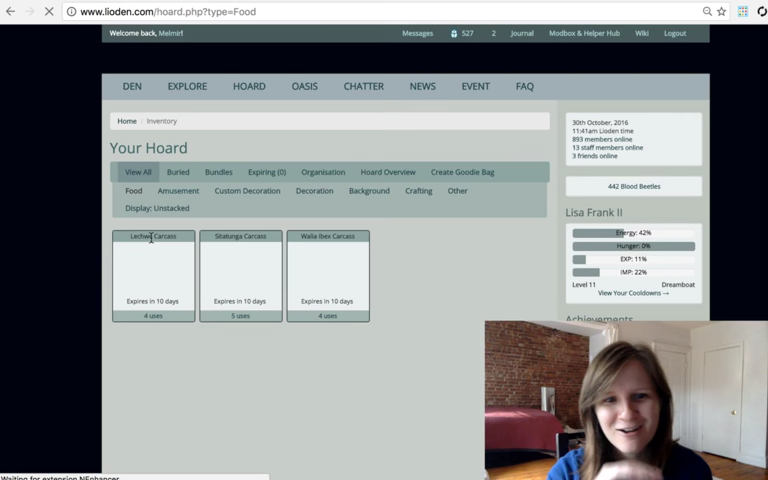 www.lioden.com/hoard.php?type=Food
Welcome back, Melmir!
Messages 527 2 Journal Modbox & Helper Hub Wiki Logout
DEN EXPLORE HOARD OASIS CHATTER NEWS EVENT FAQ
Home / Inventory
Your Hoard
View All Buried Bundles Expiring (0) Organisation Hoard Overview Create Goodie Bag
Food Amusement Custom Decoration Decoration Background Crafting Other
Display: Unstacked
Lechwe Carcass Sitatunga Carcass Walia Ibex Carcass
Expires in 10 days Expires in 10 days Expires in 10 days
4 uses 5 uses 4 uses
30th October, 2016
11:41am Lioden time
893 members online
13 staff members online
3 friends online
442 Blood Beetles
Lisa Frank II
Energy: 42%
Hunger: 0%
EXP: 11%
IMP: 22%
Level 11 Dreamboat
View Your Cooldowns →
Achievements
Waiting for extension NEnhancer